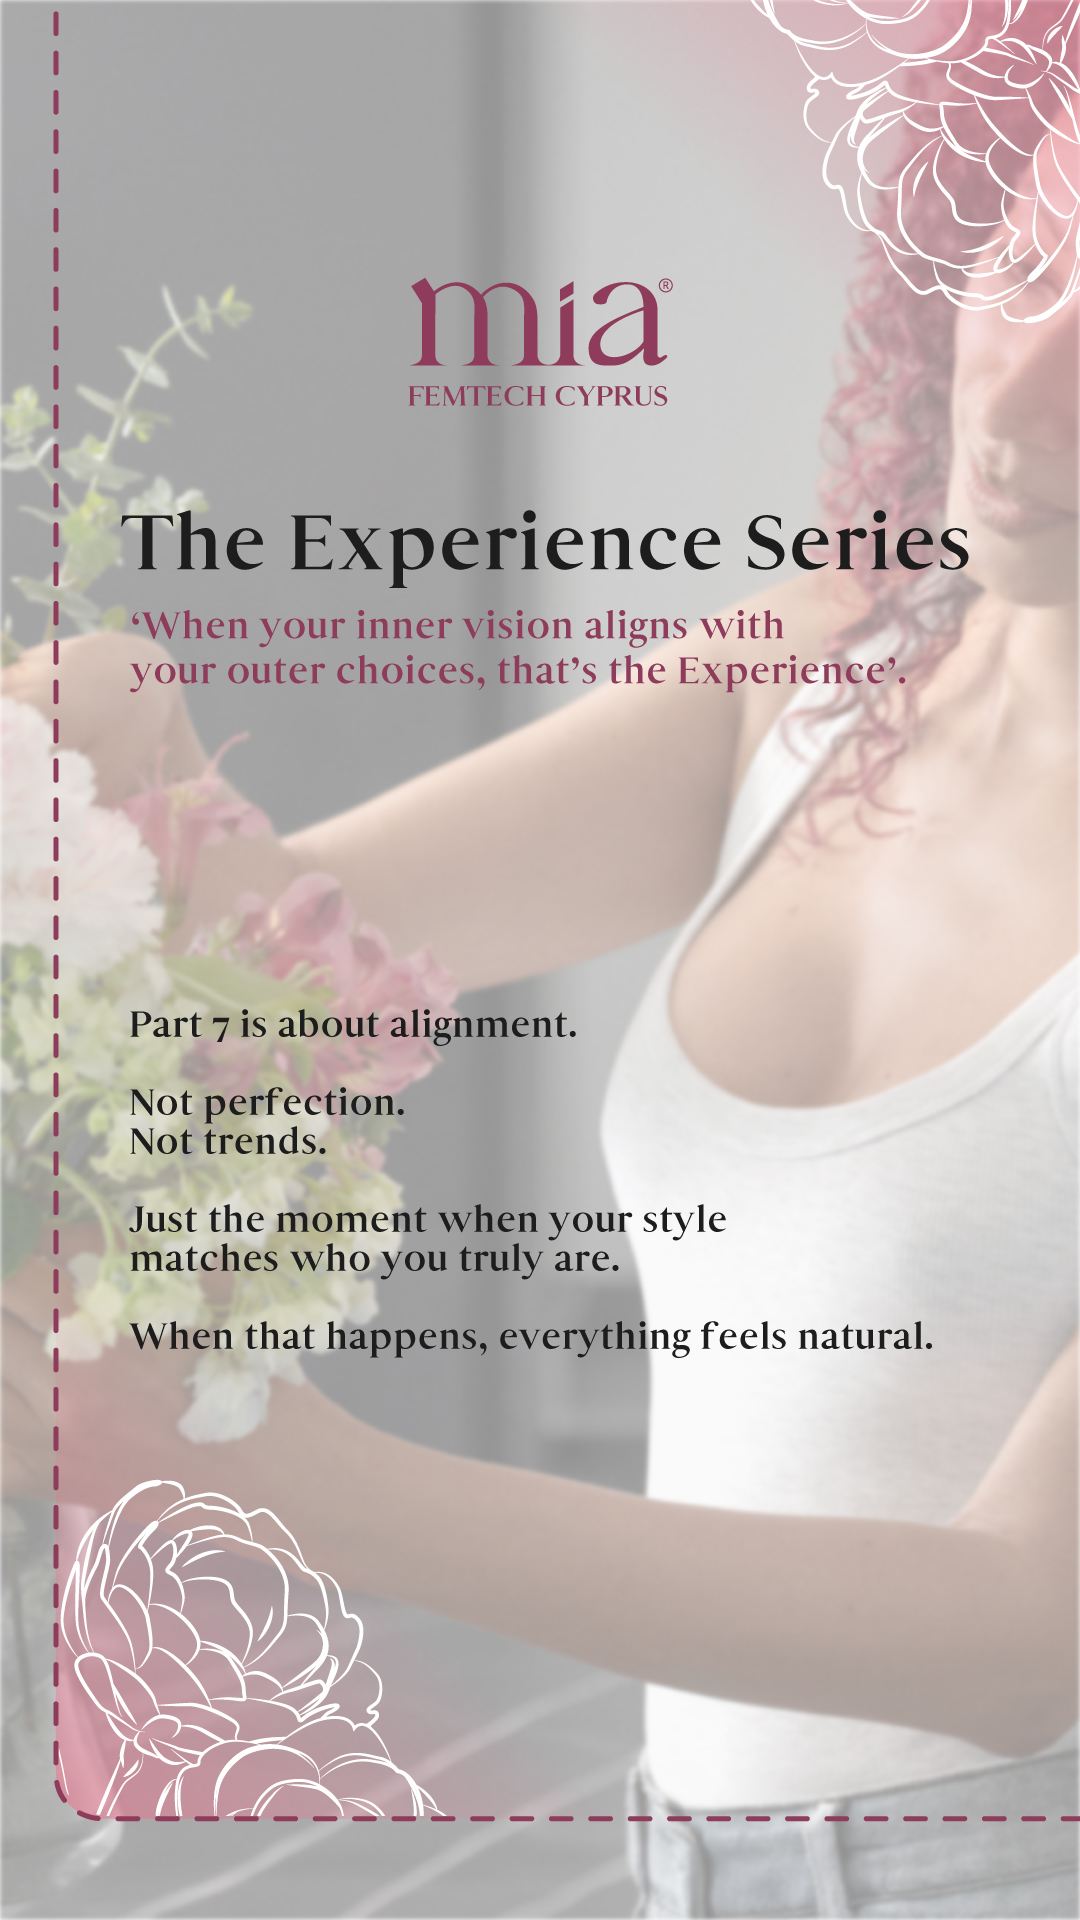 mia®
FEMTECH CYPRUS
The Experience Series
‘When your inner vision aligns with
your outer choices, that’s the Experience’.
Part 7 is about alignment.
Not perfection.
Not trends.
Just the moment when your style
matches who you truly are.
When that happens, everything feels natural.